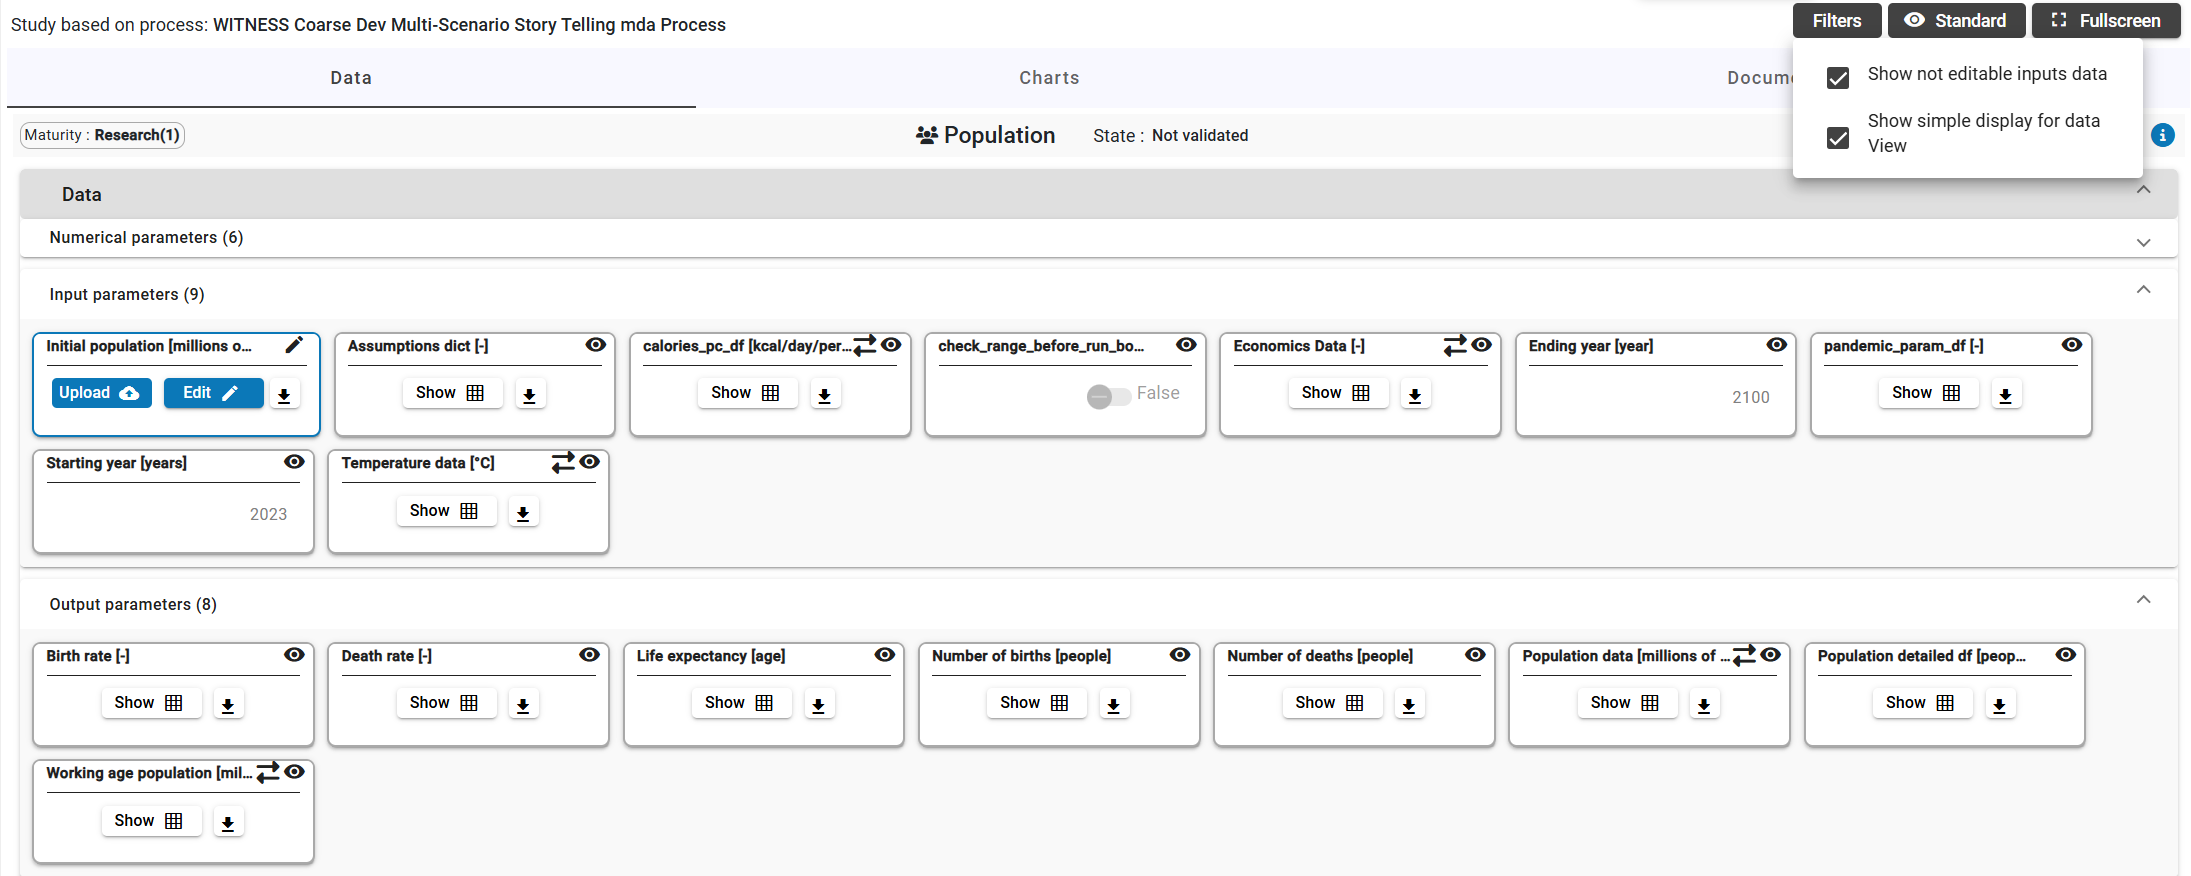 Study based on process: WITNESS Coarse Dev Multi-Scenario Story Telling mda Process
Filters
Standard
Fullscreen
Show not editable inputs data
Show simple display for data
View
Data
Charts
Docume
Maturity : Research(1)
Population
State : Not validated
Data
Numerical parameters (6)
Input parameters (9)
Initial population [millions o...
Upload
Edit
Assumptions dict [-]
Show
calories_pc_df [kcal/day/per...
Show
check_range_before_run_bo...
False
Economics Data [-]
Show
Ending year [year]
2100
pandemic_param_df [-]
Show
Starting year [years]
2023
Temperature data [°C]
Show
Output parameters (8)
Birth rate [-]
Show
Death rate [-]
Show
Life expectancy [age]
Show
Number of births [people]
Show
Number of deaths [people]
Show
Population data [millions of ...
Show
Population detailed df [peop...
Show
Working age population [mil...
Show